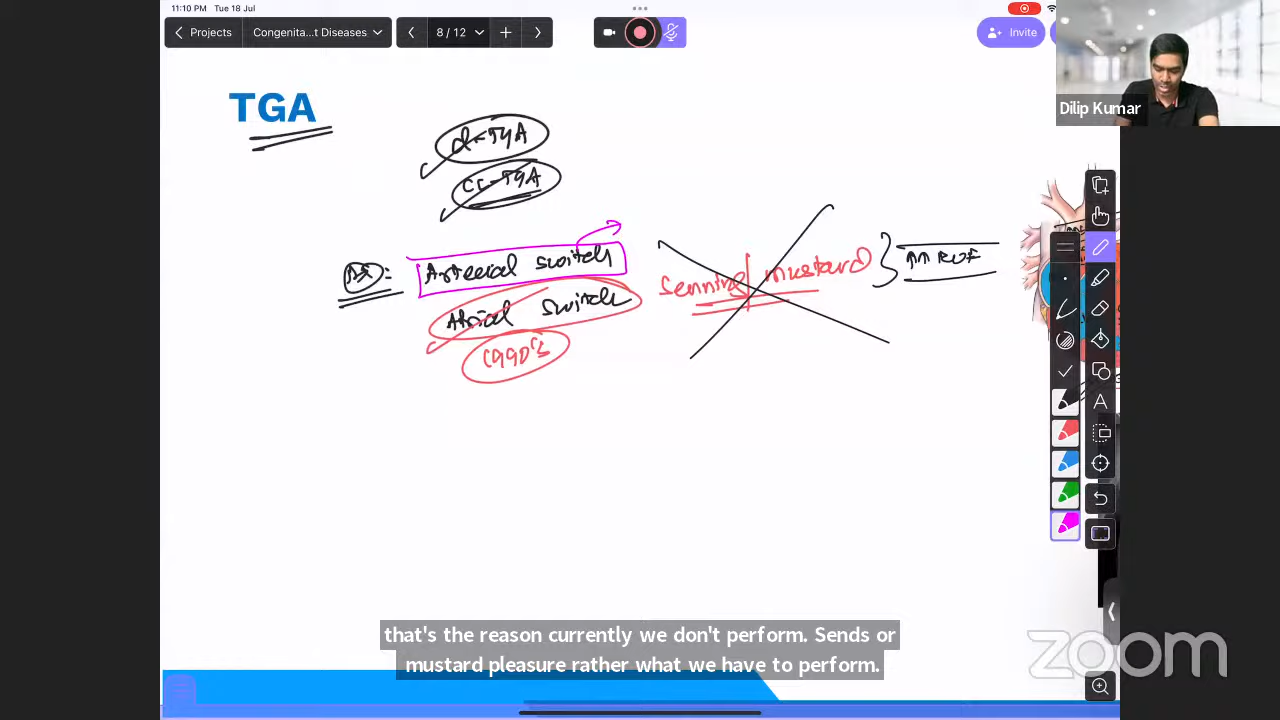 11:10 PM Tue 18 Jul
Projects
Congenita...t Diseases
8 / 12
Invite
Dilip Kumar
TGA
d-TGA
cc-TGA
Arterial switch
Atrial switch
1990's
senning/mustard
↑↑ RVF
A
that's the reason currently we don't perform. Sends or
mustard pleasure rather what we have to perform.
zoom